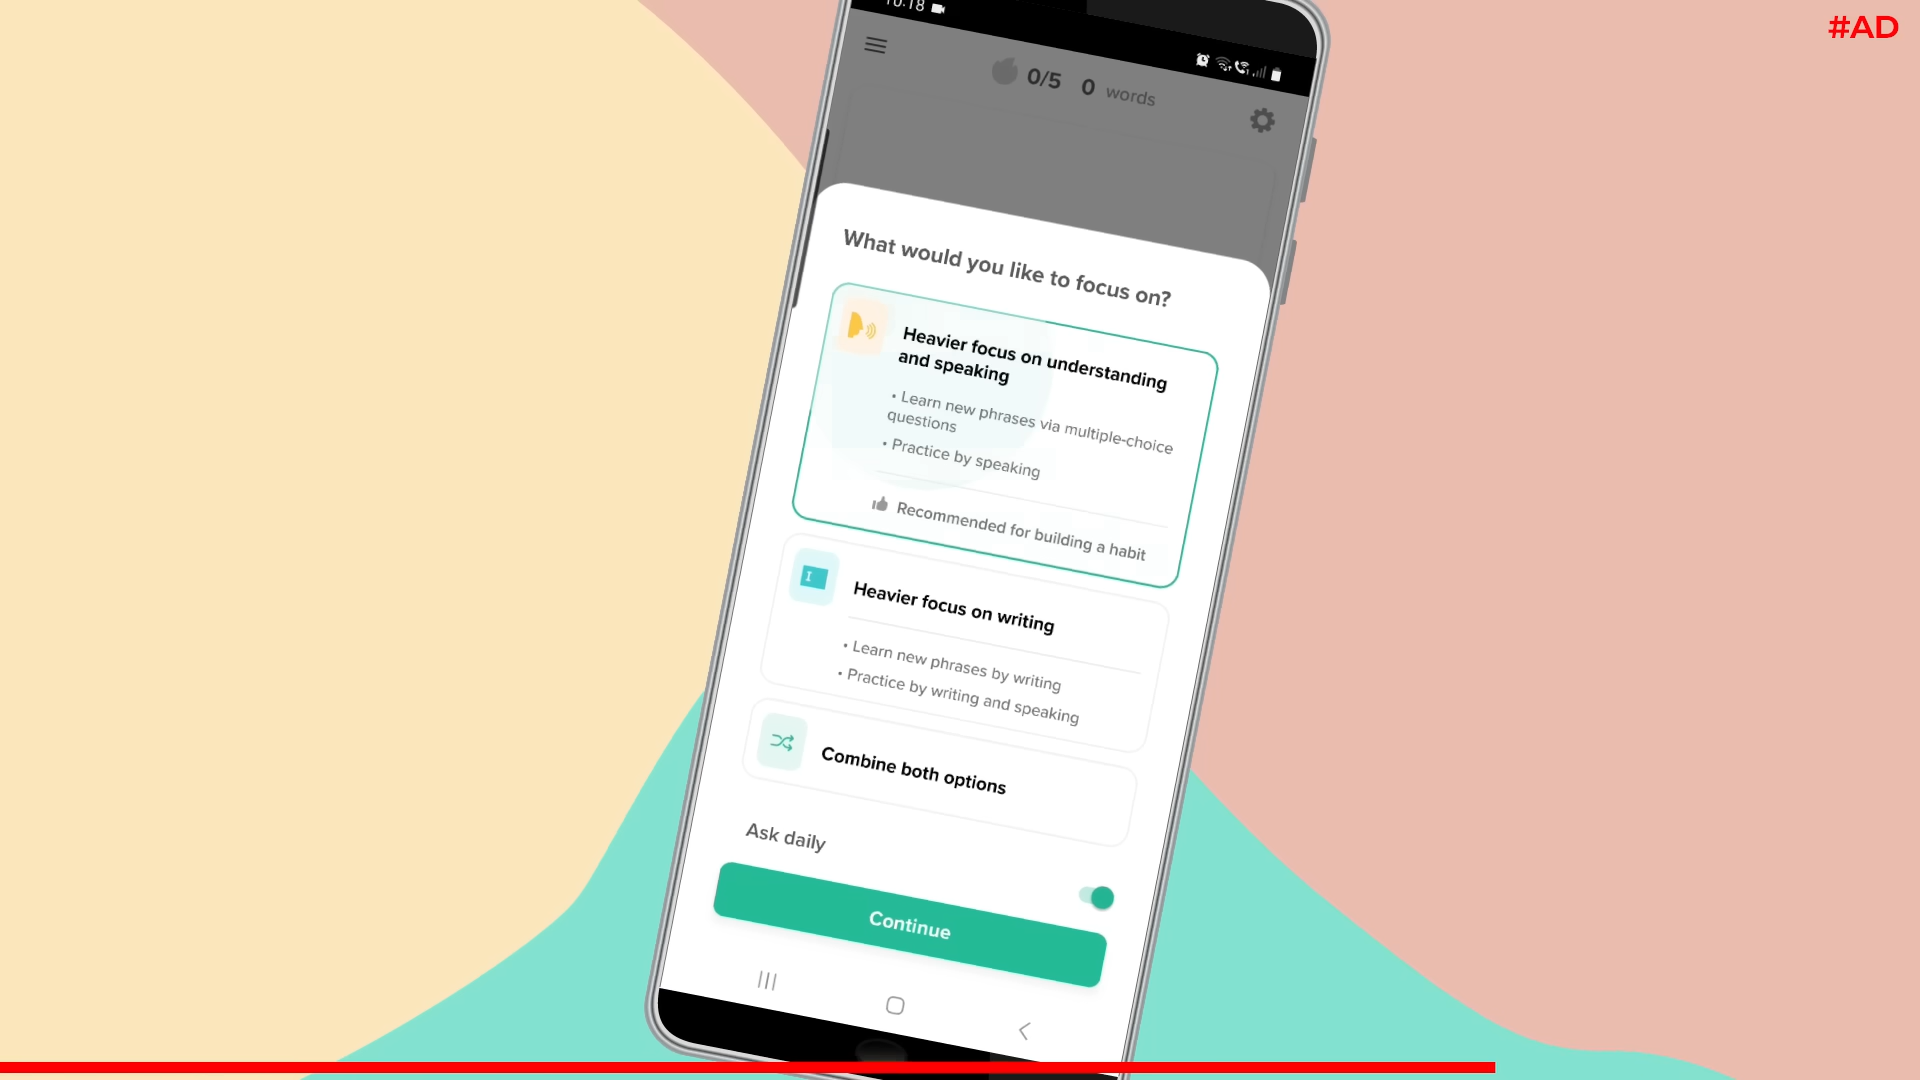 #AD
10:18
0/5 0 words
What would you like to focus on?
Heavier focus on understanding
and speaking
• Learn new phrases via multiple-choice
questions
• Practice by speaking
Recommended for building a habit
Heavier focus on writing
• Learn new phrases by writing
• Practice by writing and speaking
Combine both options
Ask daily
Continue